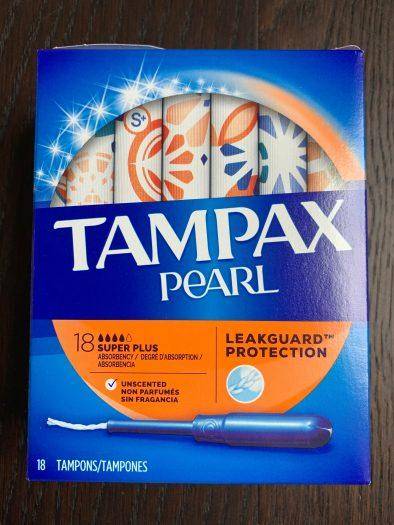 S+
TAMPAX
PEARL
18 SUPER PLUS
ABSORBENCY / DEGRÉ D'ABSORPTION /
ABSORBENCIA
LEAKGUARD™
PROTECTION
UNSCENTED
NON PARFUMÉS
SIN FRAGANCIA
18 TAMPONS/TAMPONES